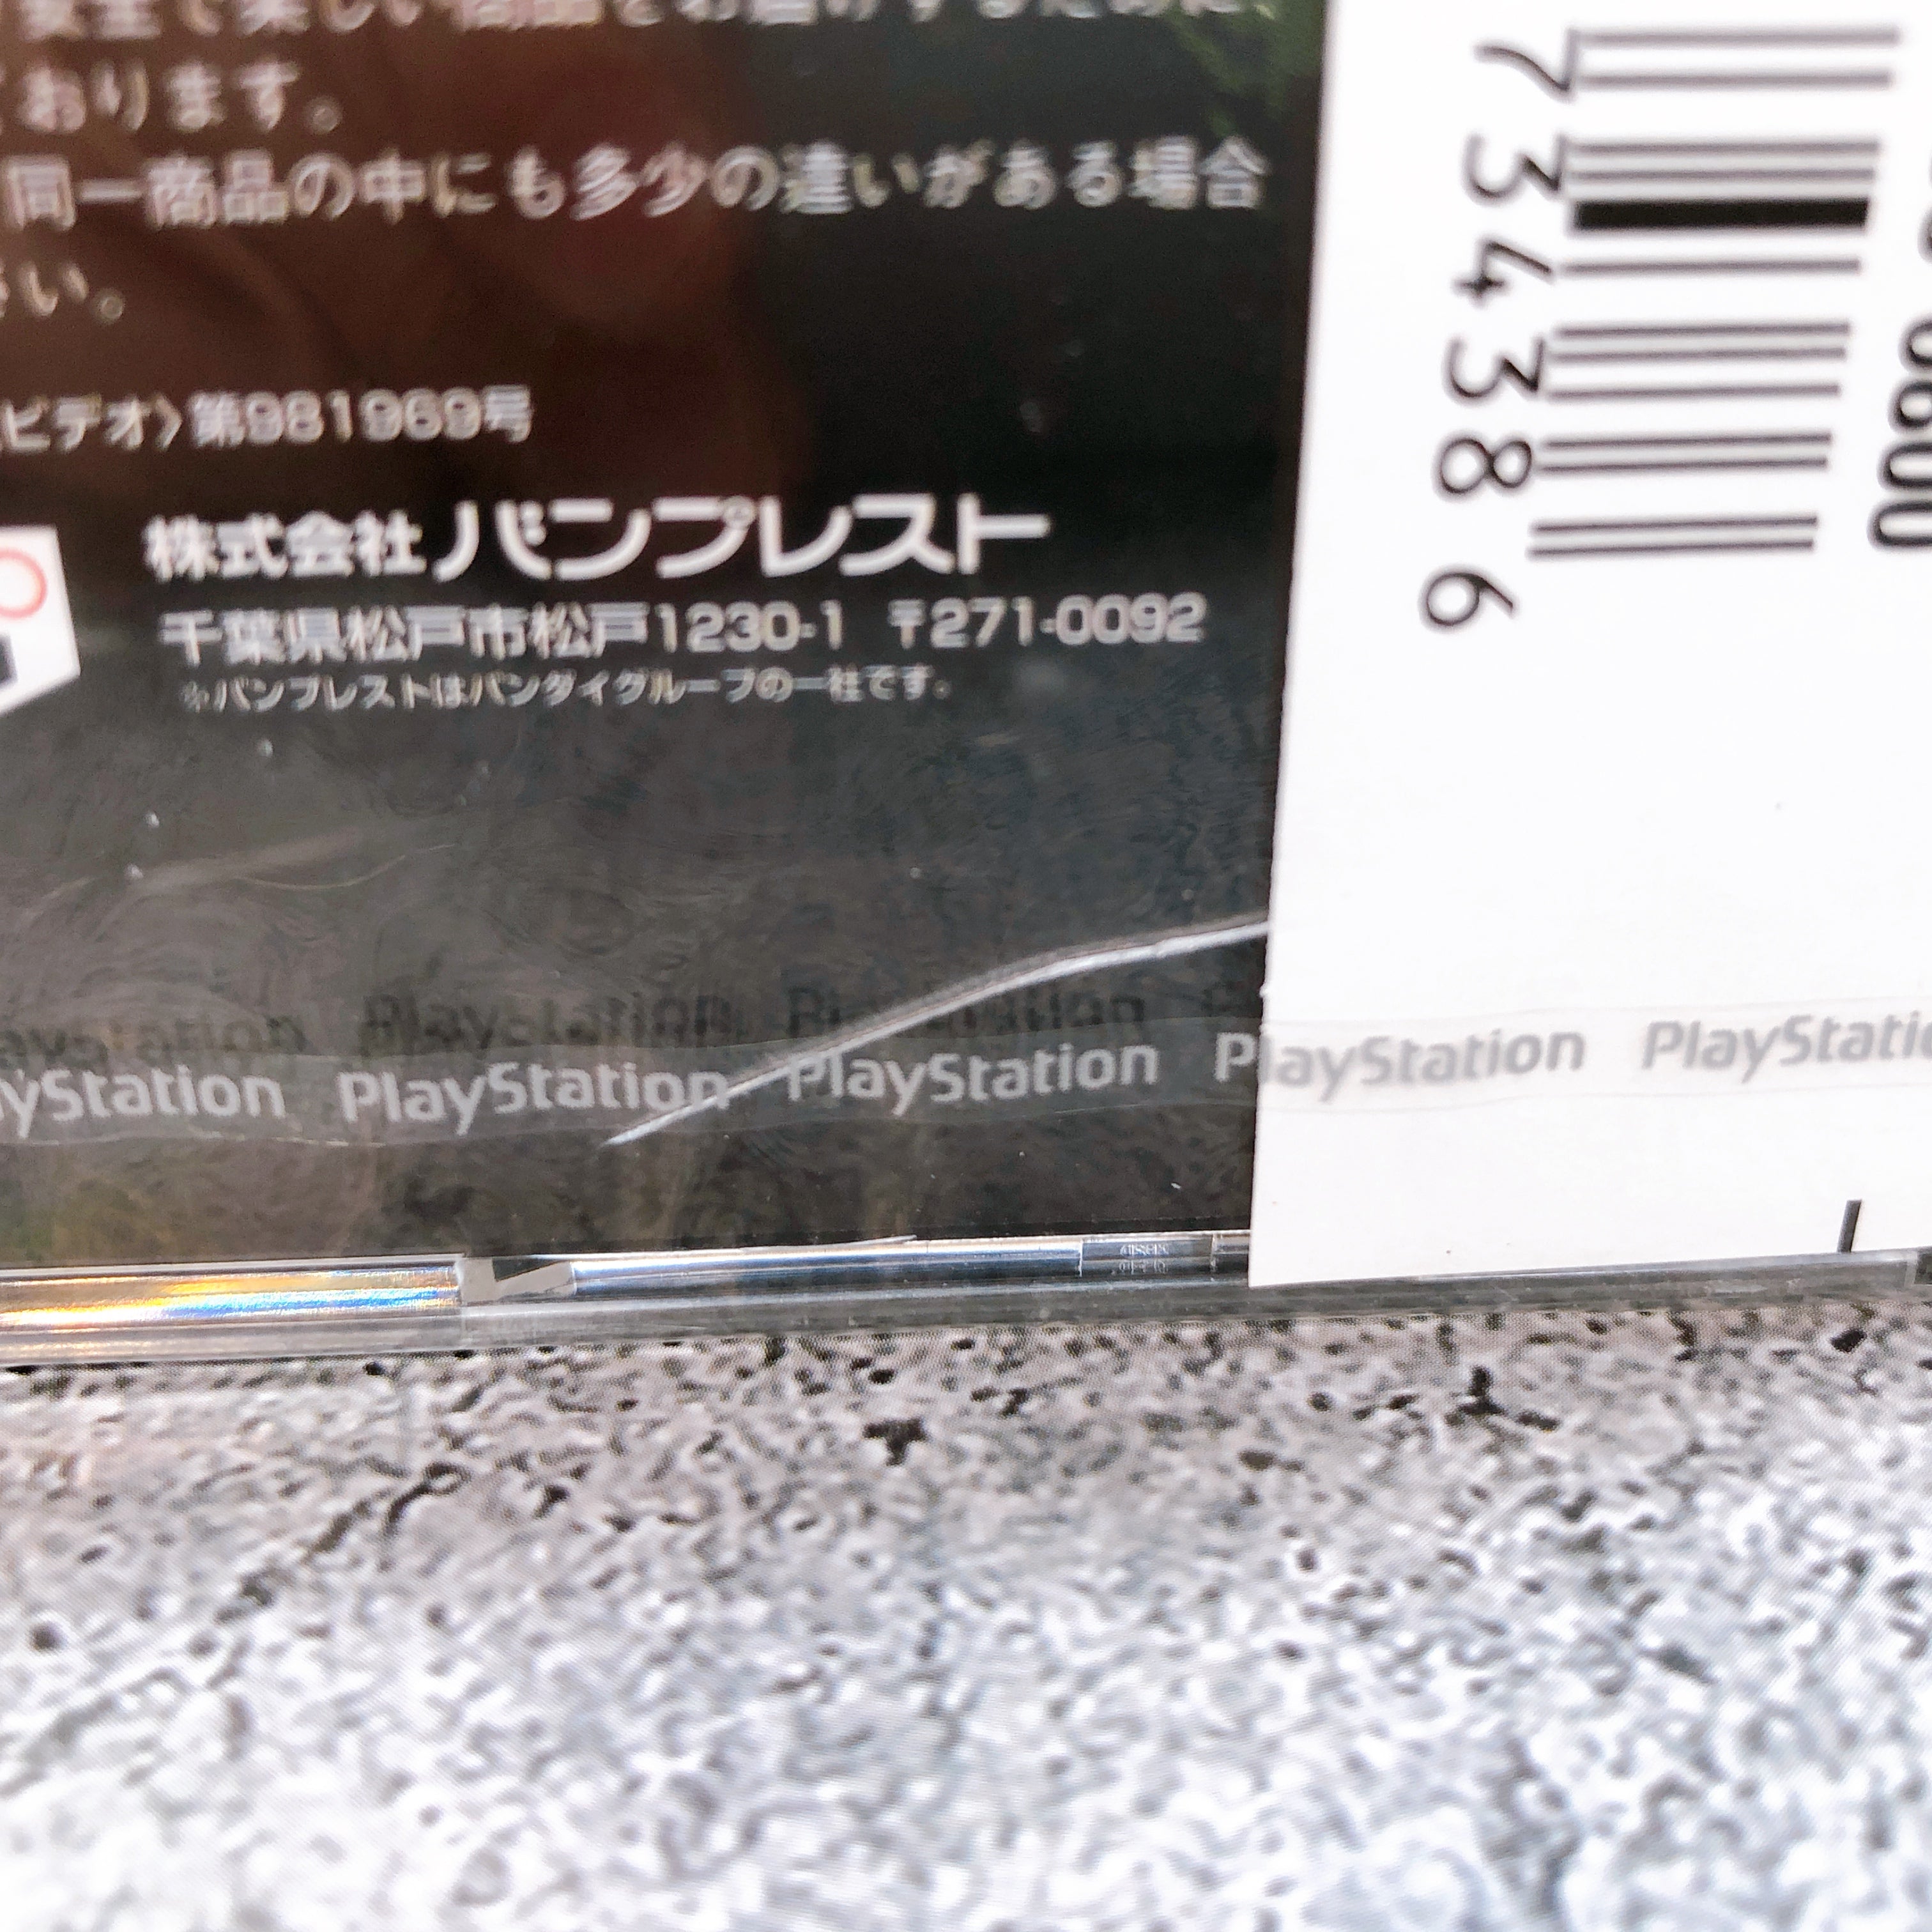 おります。
同一商品の中にも多少の違いがある場合
い。
ビデオ〉第981969号
株式会社バンプレスト
千葉県松戸市松戸1230-1 〒271-0092
※バンプレストはバンダイグループの一社です。
PlayStation PlayStation
yStation PlayStation PlayStation PlayStation PlayStatio
734386